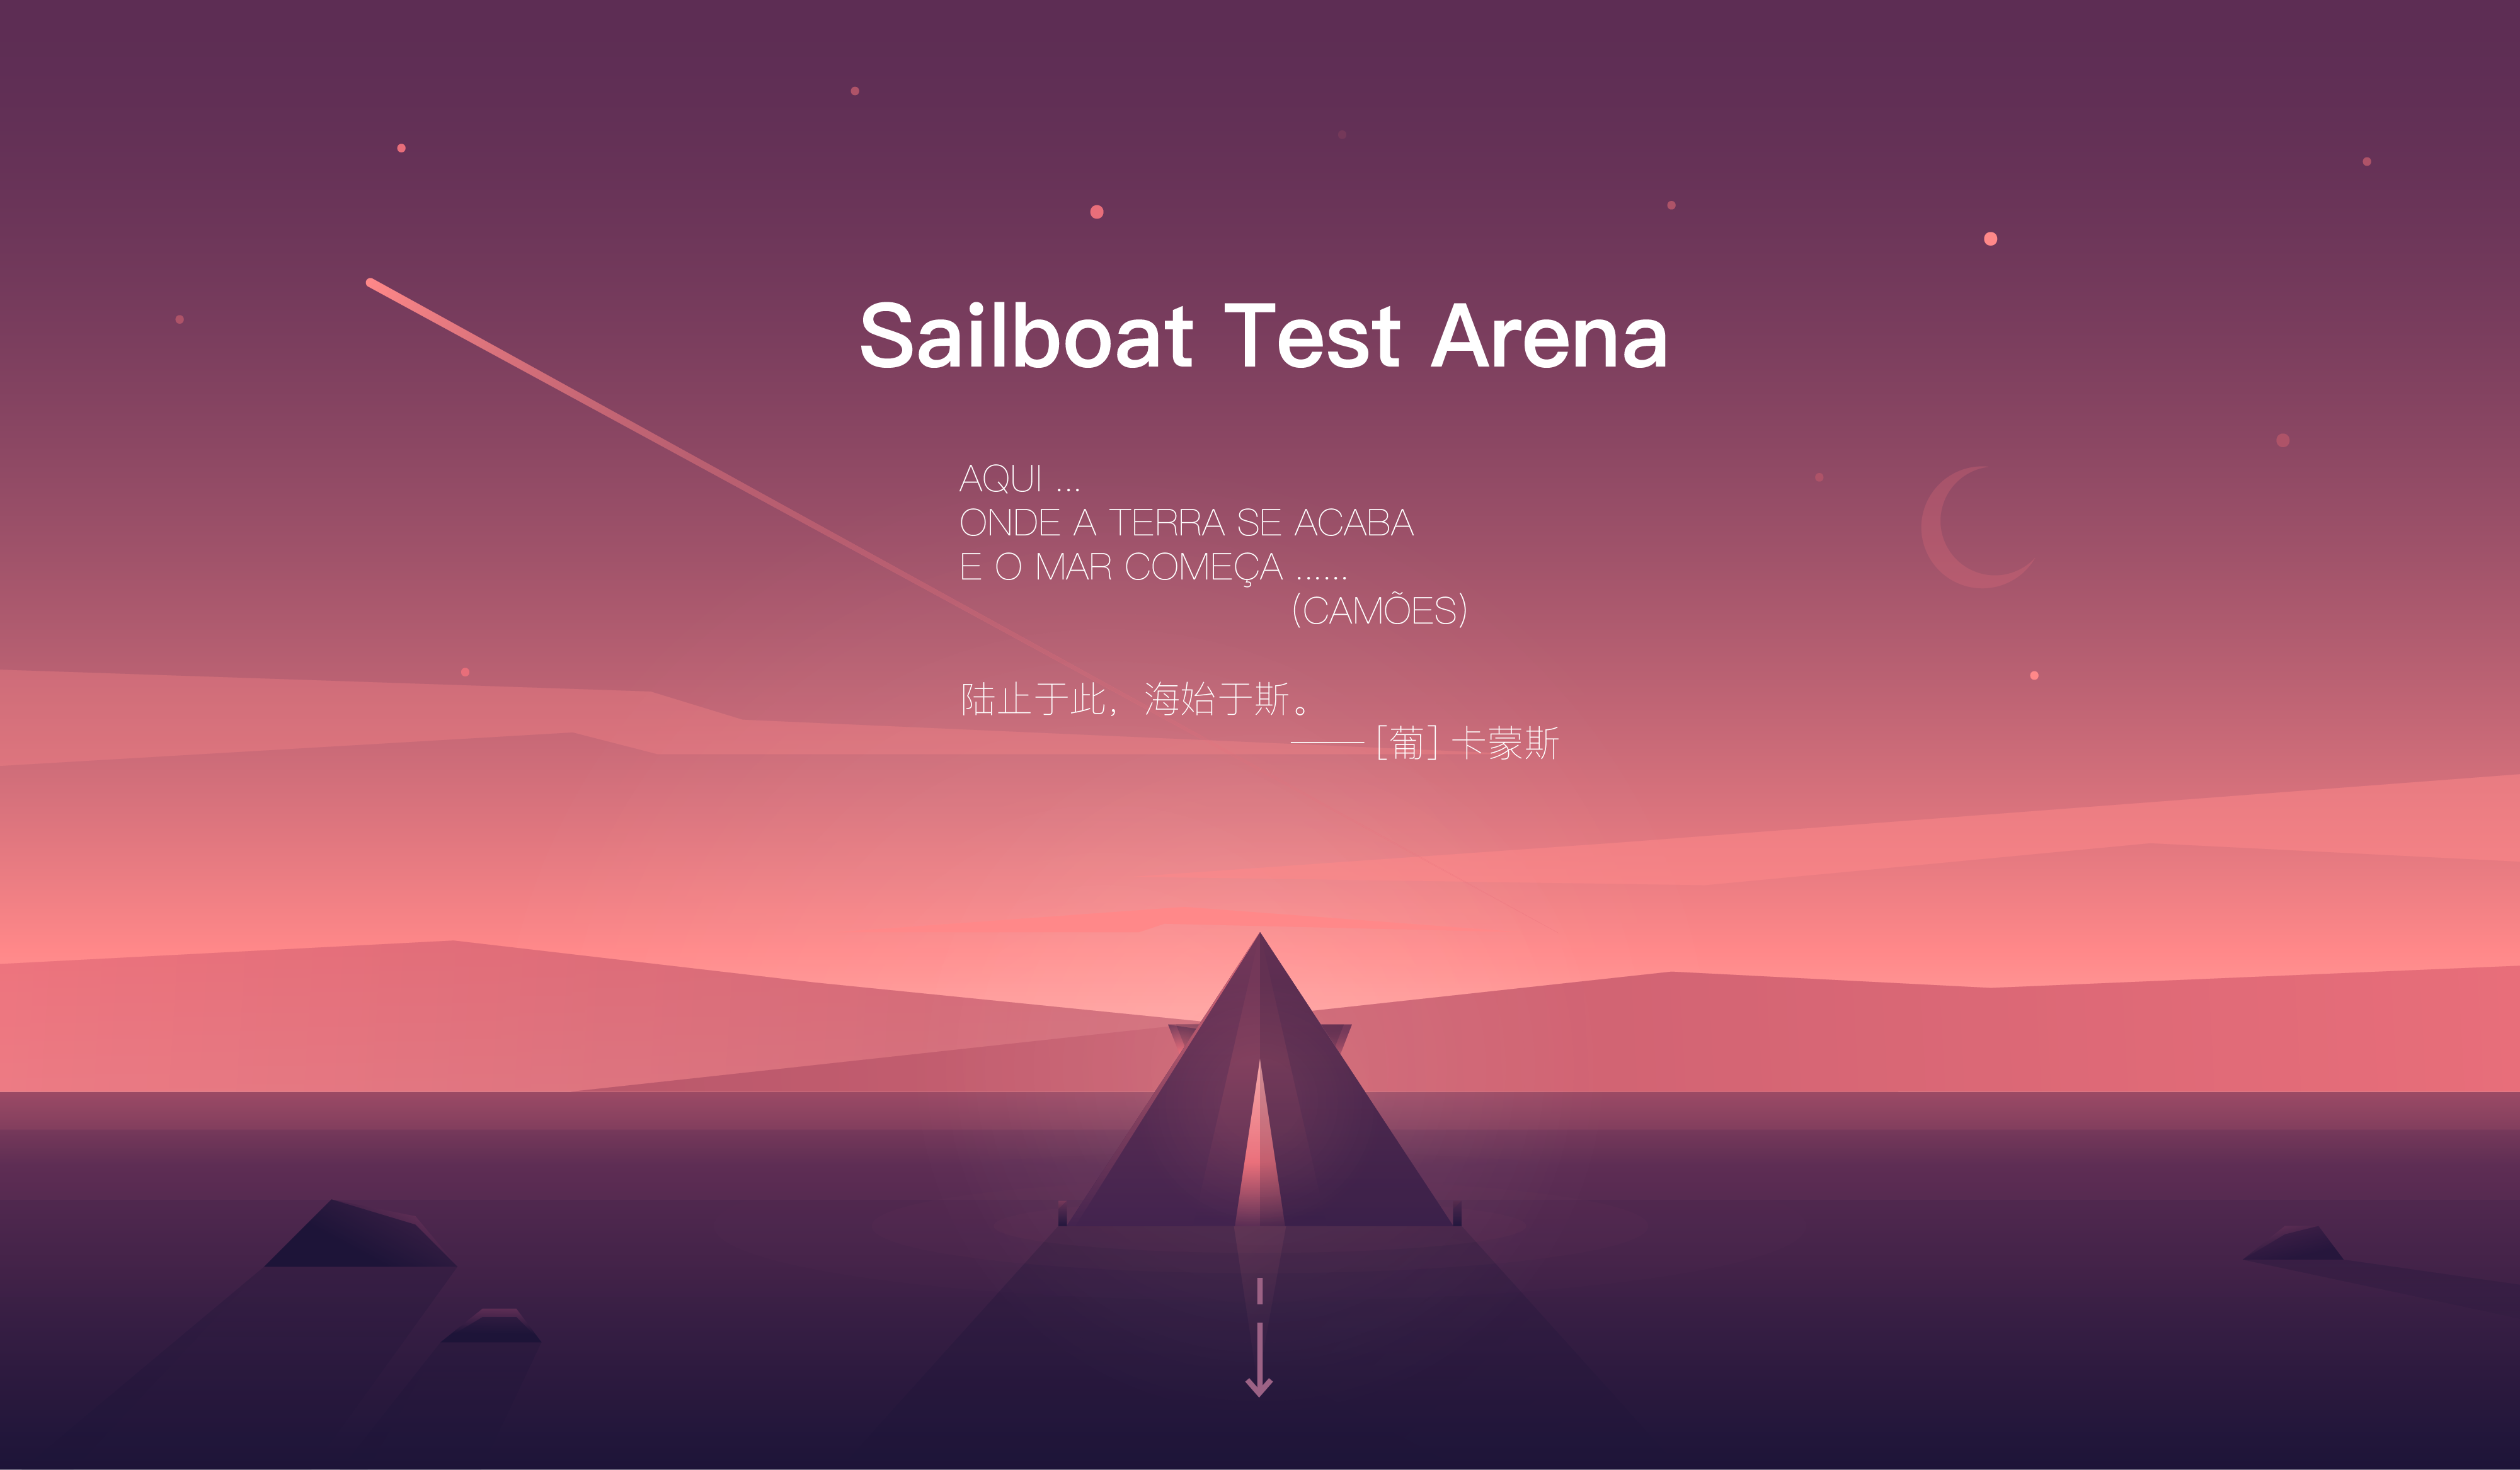 Sailboat Test Arena
AQUI ...
ONDE A TERRA SE ACABA
E O MAR COMEÇA ......
(CAMÕES)
陆止于此，海始于斯。
——［葡］卡蒙斯